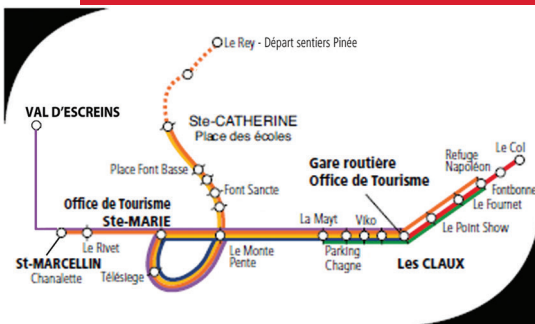 Le Rey - Départ sentiers Pinée
VAL D'ESCREINS
Ste-CATHERINE
Place des écoles
Place Font Basse
Font Sancte
Gare routière
Office de Tourisme
Refuge
Napoléon
Le Col
Fontbonne
Le Fournet
Le Point Show
Office de Tourisme
Ste-MARIE
La Mayt
Viko
Le Rivet
ST-MARCELLIN
Chanalette
Télésiege
Le Monte
Pente
Parking
Chagne
Les CLAUX